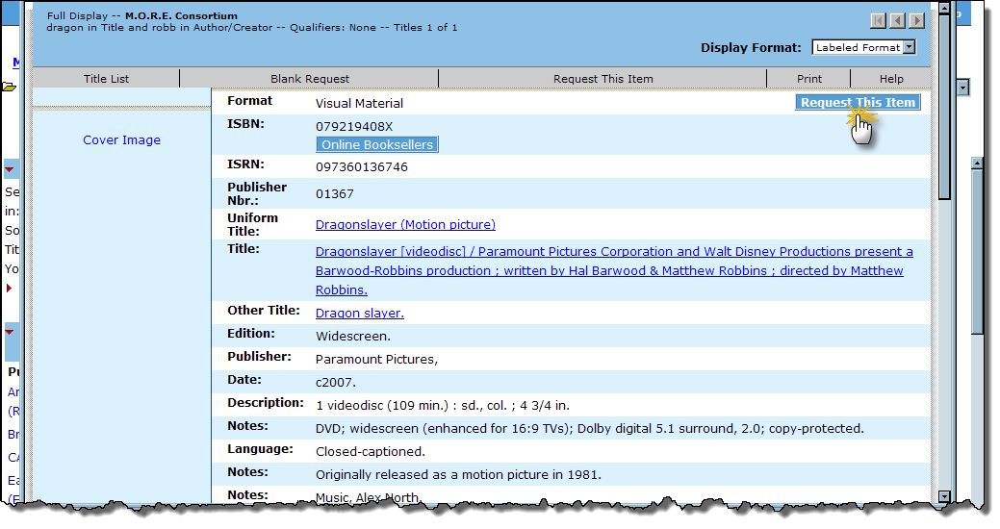 Full Display -- M.O.R.E. Consortium
dragon in Title and robb in Author/Creator -- Qualifiers: None -- Titles 1 of 1
Display Format: Labeled Format
Title List Blank Request Request This Item Print Help
Cover Image
Format Visual Material Request This Item
ISBN: 079219408X
Online Booksellers
ISRN: 097360136746
Publisher
Nbr.: 01367
Uniform
Title: Dragonslayer (Motion picture)
Title: Dragonslayer [videodisc] / Paramount Pictures Corporation and Walt Disney Productions present a
Barwood-Robbins production ; written by Hal Barwood & Matthew Robbins ; directed by Matthew
Robbins.
Other Title: Dragon slayer.
Edition: Widescreen.
Publisher: Paramount Pictures,
Date: c2007.
Description: 1 videodisc (109 min.) : sd., col. ; 4 3/4 in.
Notes: DVD; widescreen (enhanced for 16:9 TVs); Dolby digital 5.1 surround, 2.0; copy-protected.
Language: Closed-captioned.
Notes: Originally released as a motion picture in 1981.
Notes: Music, Alex North.
Se
in:
So
Tit
Yo
Pu
An
(R
Br
CA
Ea
(E